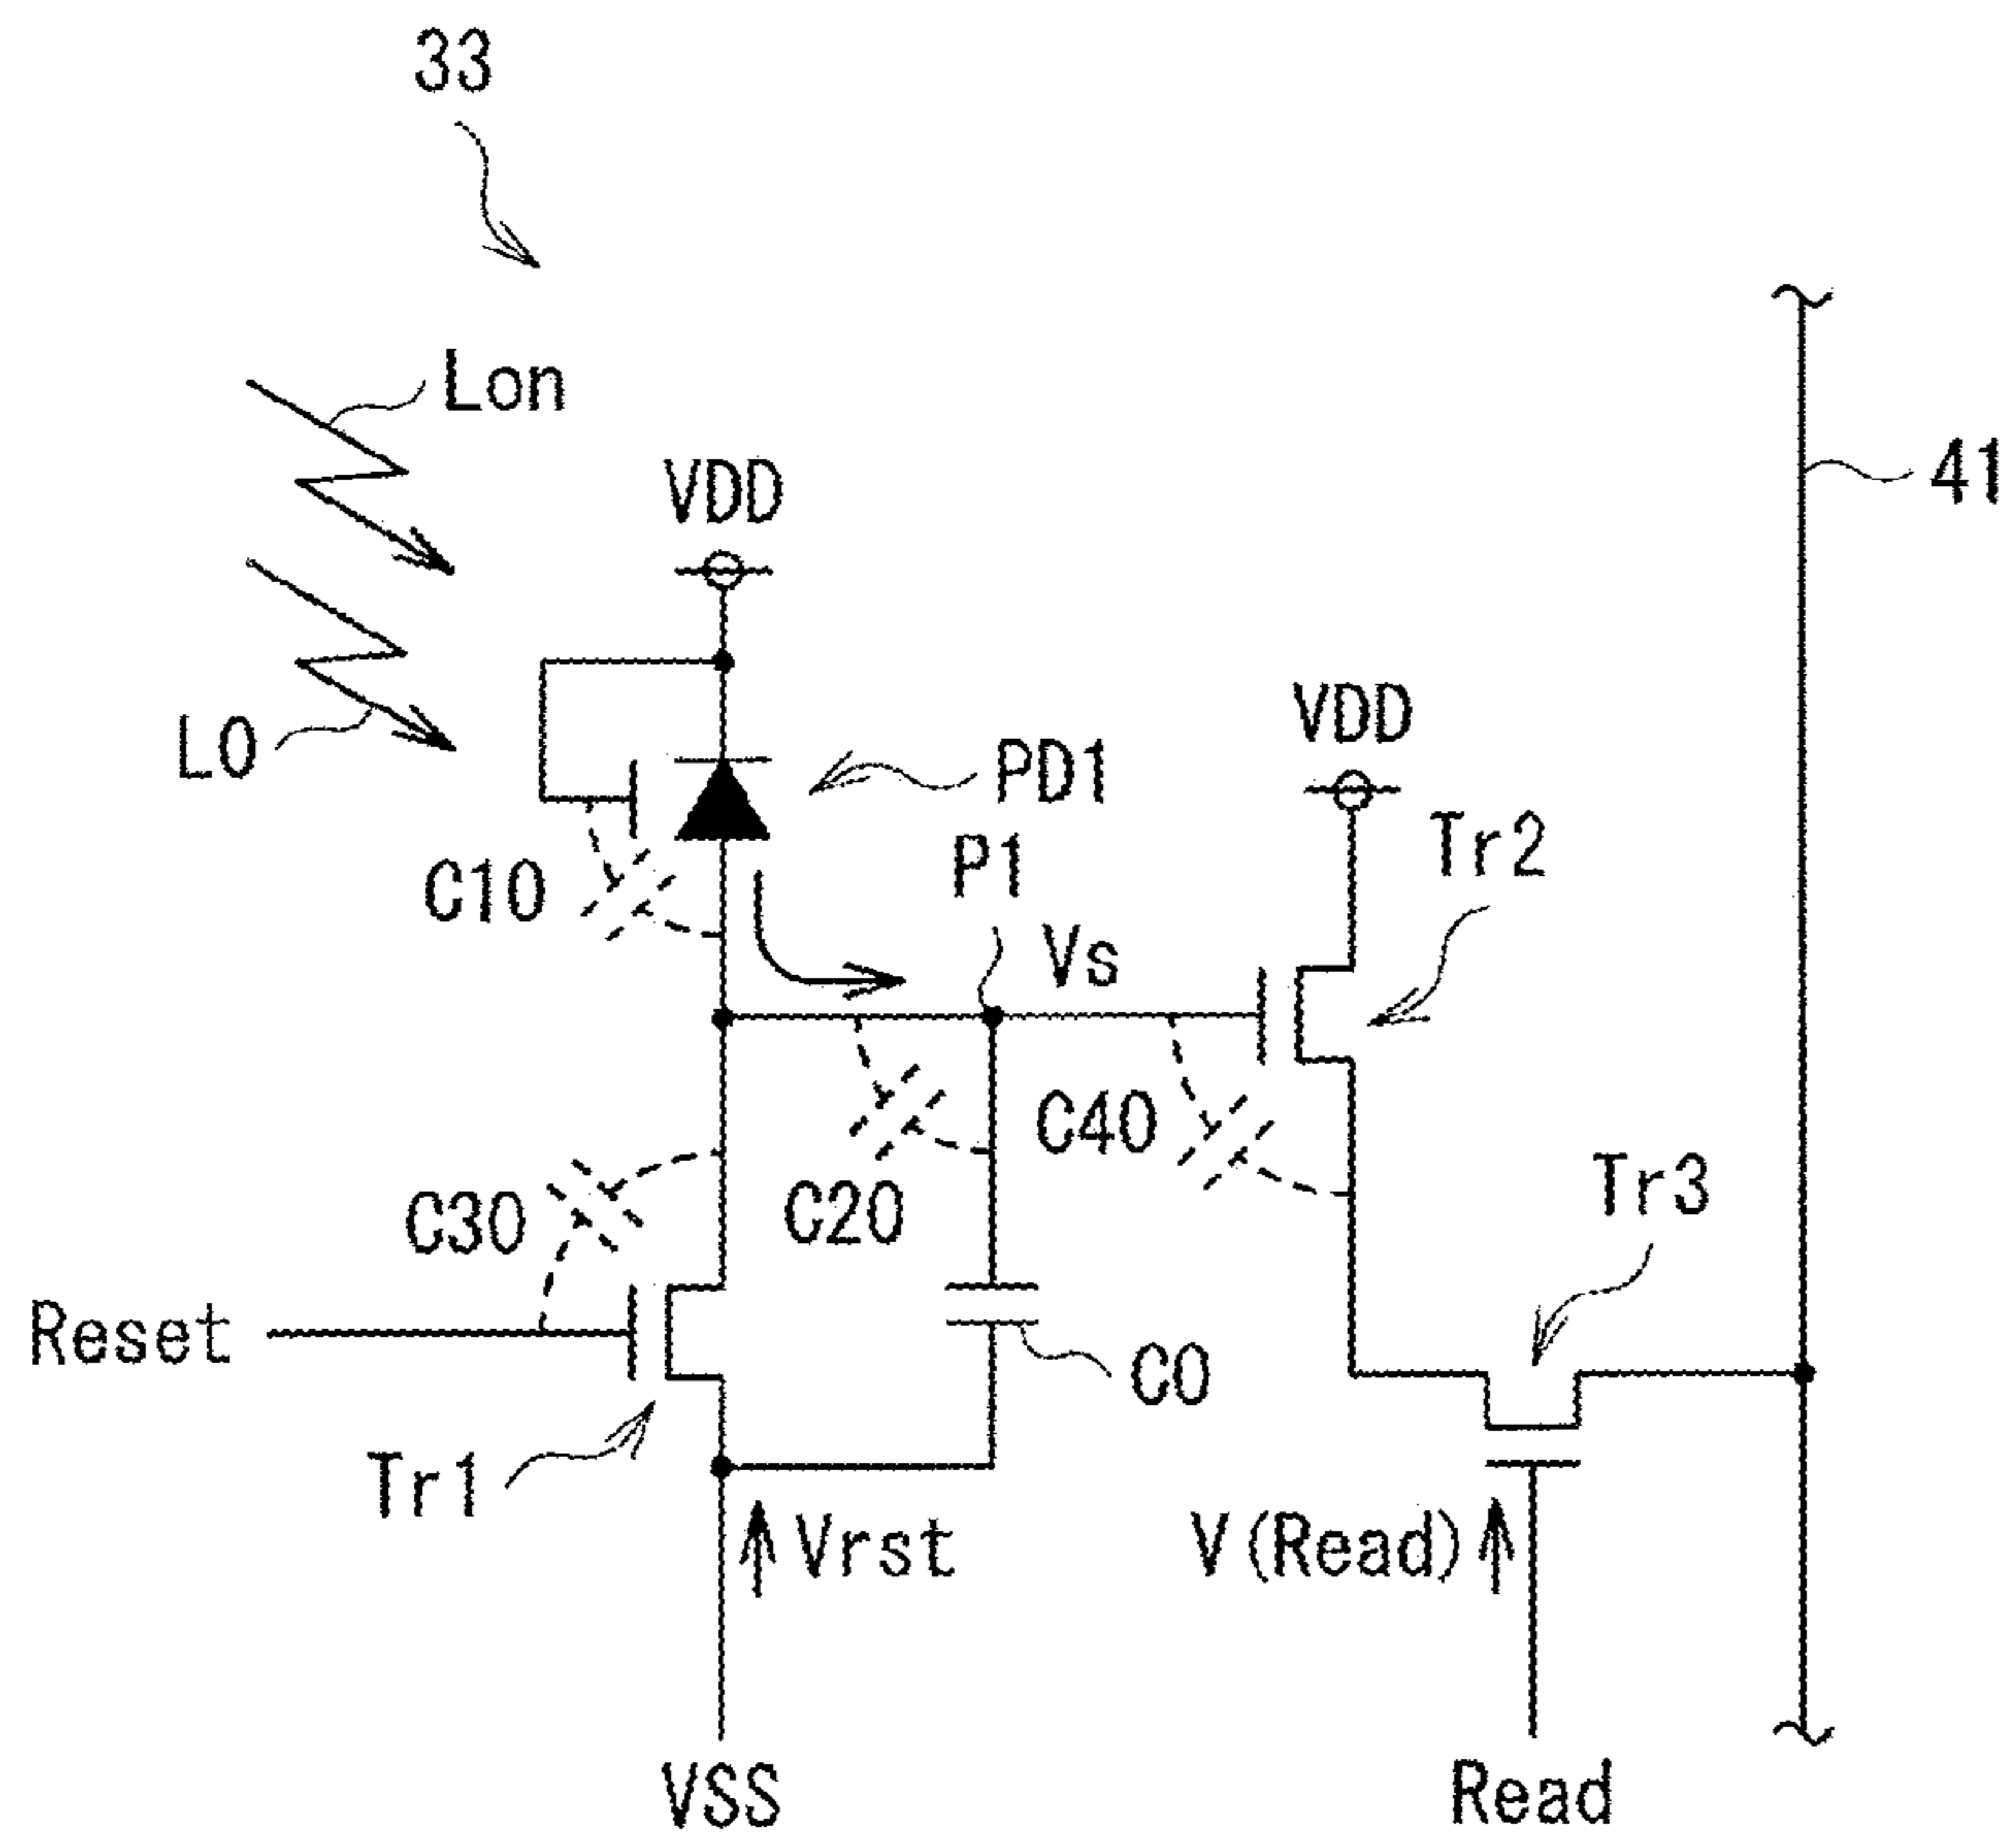 33
Lon
VDD
41
L0
VDD
PD1
P1
Tr2
C10
Vs
C40
Tr3
C30
C20
Reset
C0
Tr1
Vrst
V(Read)
VSS
Read